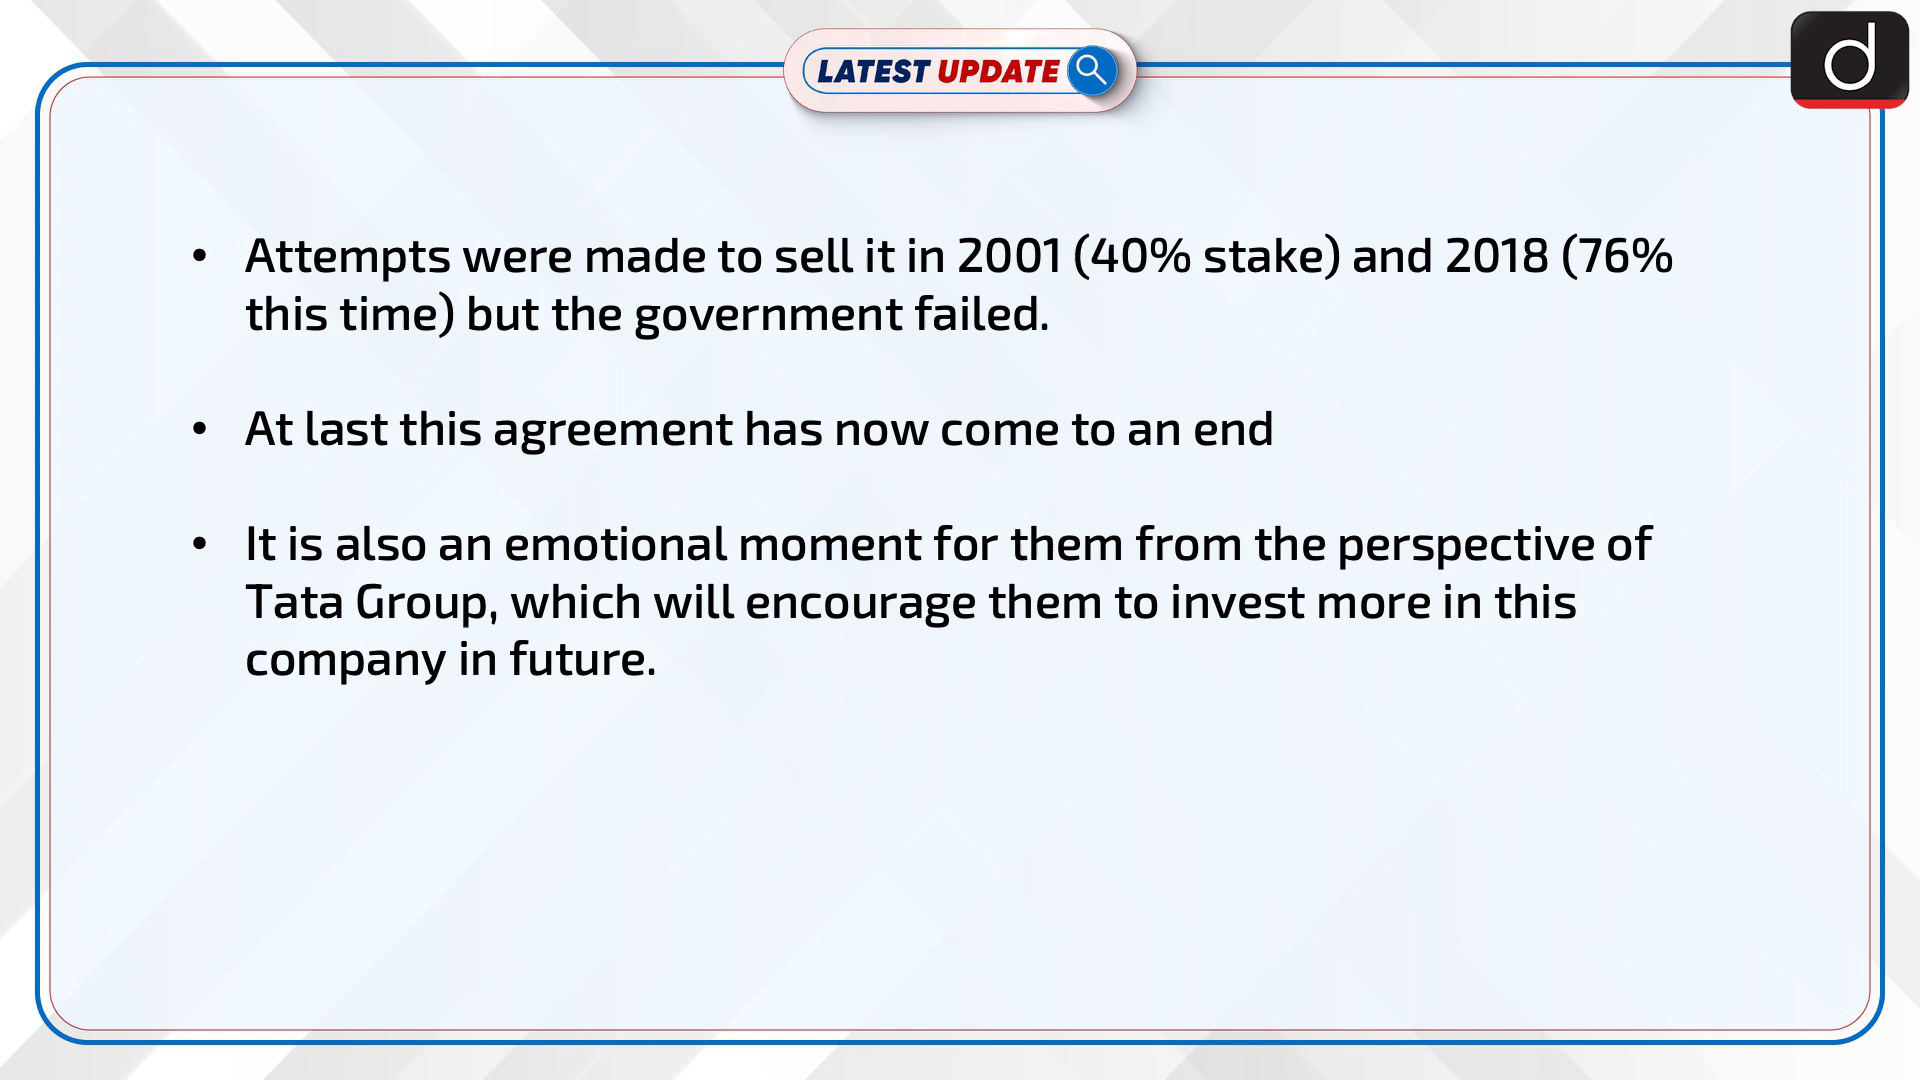 LATEST UPDATE
d
• Attempts were made to sell it in 2001 (40% stake) and 2018 (76%
this time) but the government failed.
• At last this agreement has now come to an end
• It is also an emotional moment for them from the perspective of
Tata Group, which will encourage them to invest more in this
company in future.